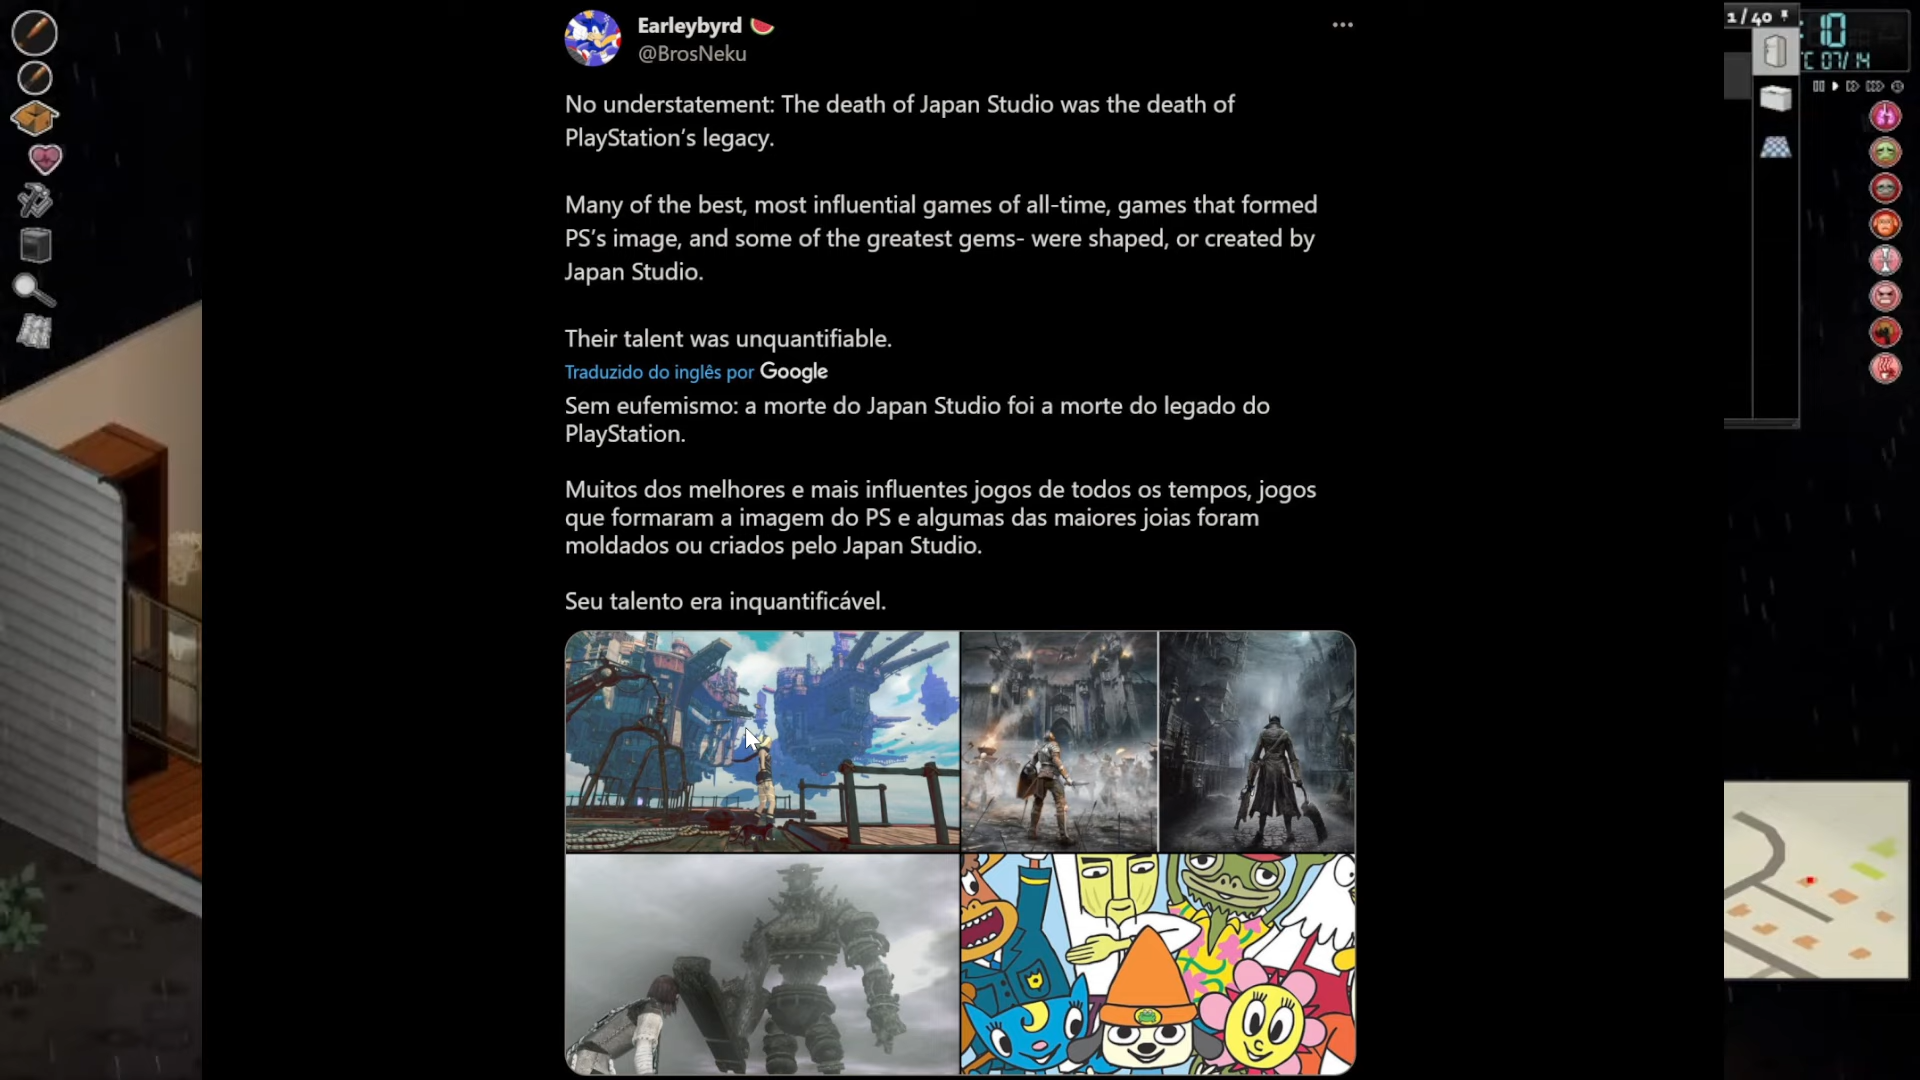 Earleybyrd
@BrosNeku
No understatement: The death of Japan Studio was the death of
PlayStation’s legacy.
Many of the best, most influential games of all-time, games that formed
PS’s image, and some of the greatest gems- were shaped, or created by
Japan Studio.
Their talent was unquantifiable.
Traduzido do inglês por Google
Sem eufemismo: a morte do Japan Studio foi a morte do legado do
PlayStation.
Muitos dos melhores e mais influentes jogos de todos os tempos, jogos
que formaram a imagem do PS e algumas das maiores joias foram
moldados ou criados pelo Japan Studio.
Seu talento era inquantificável.
1 / 40
: 10
C 07/14